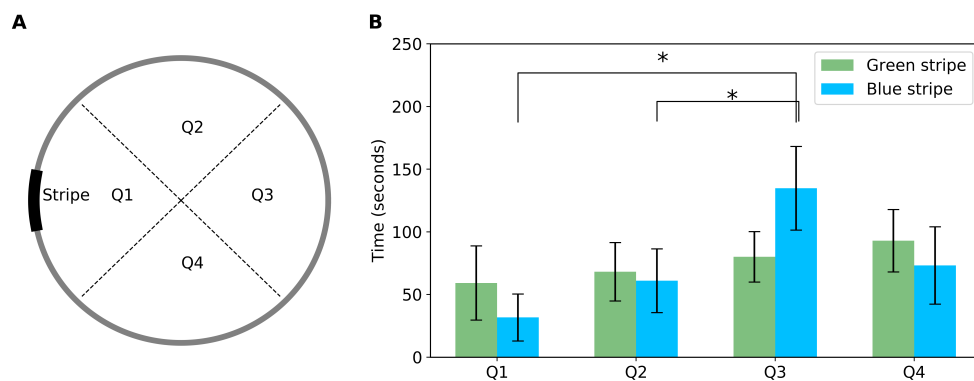 A
Q2
Stripe
Q1
Q3
Q4
B
250
200
150
100
50
0
Time (seconds)
*
*
Green stripe
Blue stripe
Q1
Q2
Q3
Q4